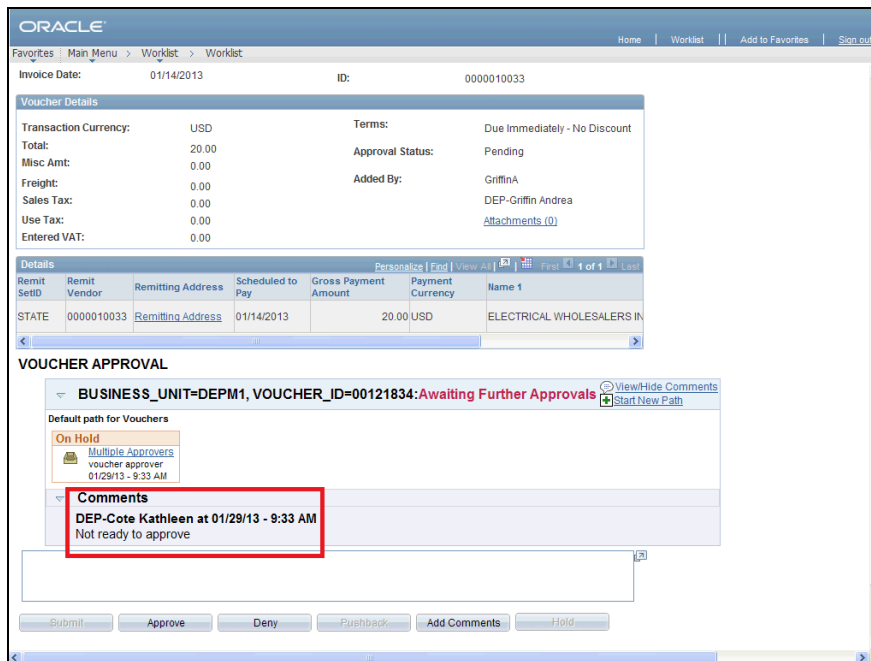 ORACLE
Home | Worklist || Add to Favorites | Sign out
Favorites Main Menu > Worklist > Worklist
Invoice Date: 01/14/2013 ID: 0000010033
Voucher Details
Transaction Currency: USD Terms: Due Immediately - No Discount
Total: 20.00 Approval Status: Pending
Misc Amt: 0.00
Freight: 0.00 Added By: GriffinA
Sales Tax: 0.00 DEP-Griffin Andrea
Use Tax: 0.00 Attachments (0)
Entered VAT: 0.00
Details Personalize | Find | View All | | First 1 of 1 Last
Remit SetID Remit Vendor Remitting Address Scheduled to Pay Gross Payment Amount Payment Currency Name 1
STATE 0000010033 Remitting Address 01/14/2013 20.00 USD ELECTRICAL WHOLESALERS IN
VOUCHER APPROVAL
BUSINESS_UNIT=DEPM1, VOUCHER_ID=00121834:Awaiting Further Approvals View/Hide Comments
Start New Path
Default path for Vouchers
On Hold
Multiple Approvers
voucher approver
01/29/13 - 9:33 AM
Comments
DEP-Cote Kathleen at 01/29/13 - 9:33 AM
Not ready to approve
Submit Approve Deny Pushback Add Comments Hold